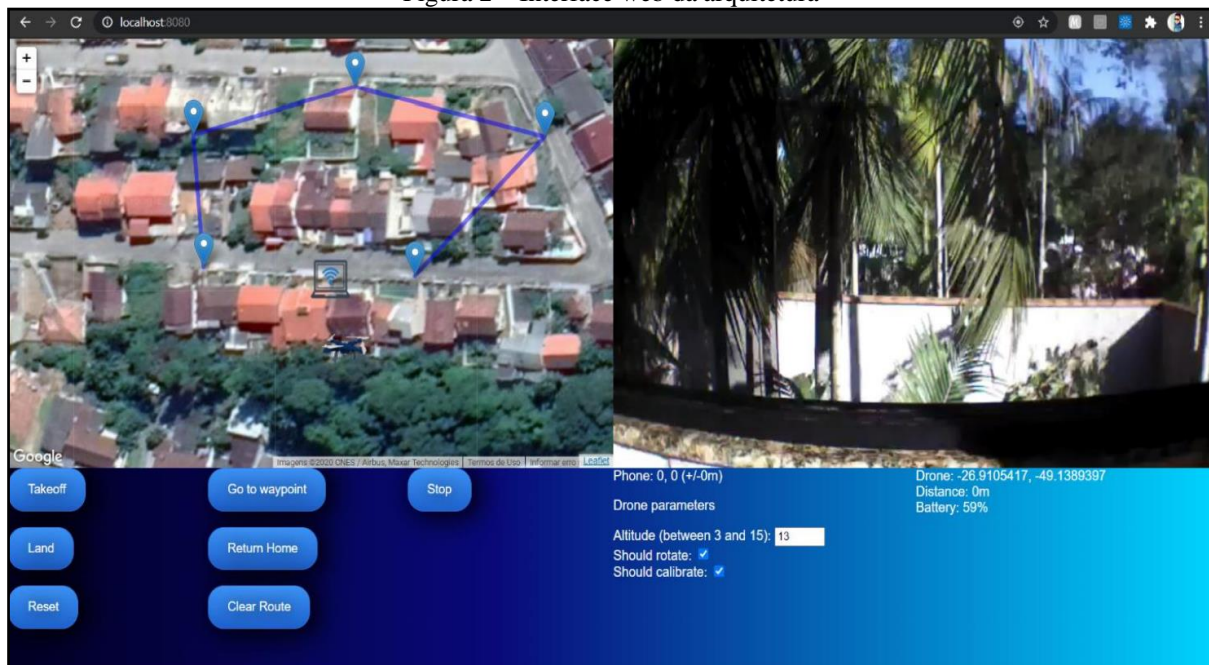 Figura 2 – Interface web da arquitetura
localhost:8080
+
−
Google
Imagens ©2020 CNES / Airbus, Maxar Technologies Termos de Uso Informar erro Leaflet
Takeoff
Go to waypoint
Stop
Land
Return Home
Reset
Clear Route
Phone: 0, 0 (+/-0m)
Drone parameters
Altitude (between 3 and 15): 13
Should rotate:
Should calibrate:
Drone: -26.9105417, -49.1389397
Distance: 0m
Battery: 59%